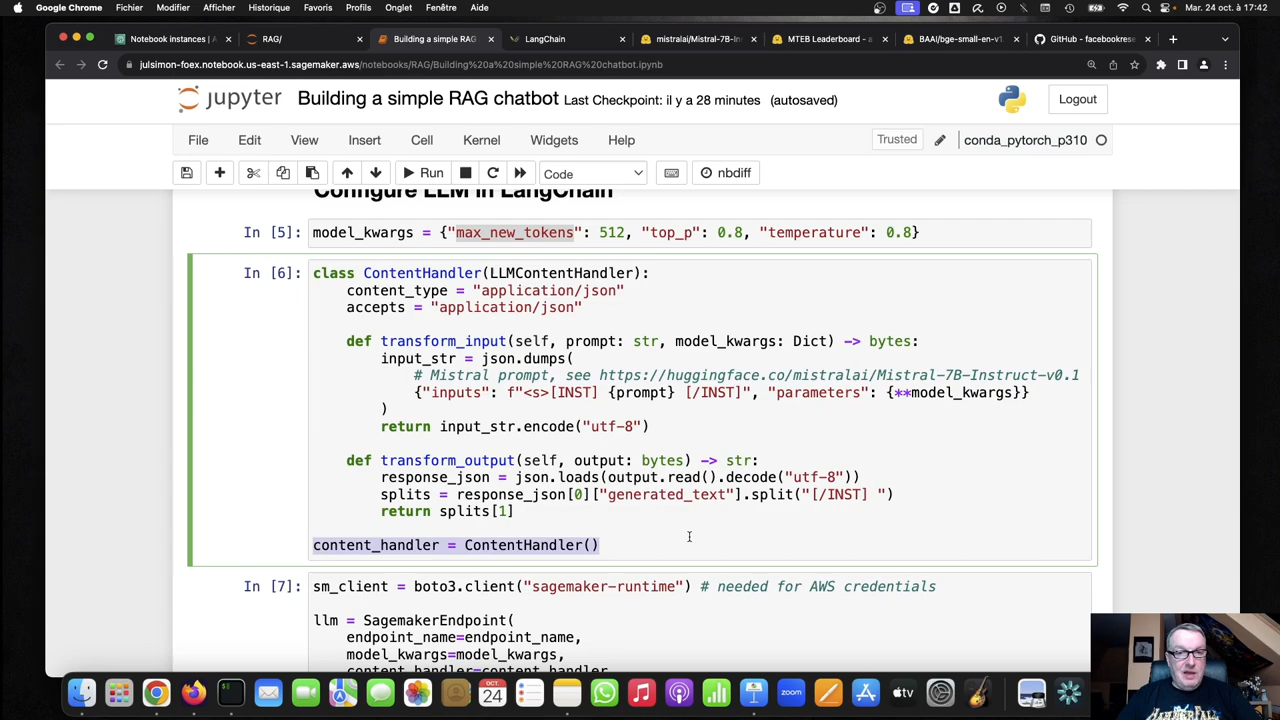 Google Chrome Fichier Modifier Afficher Historique Favoris Profils Onglet Fenêtre Aide Mar. 24 oct. à 17:42
Notebook instances | A RAG/ Building a simple RAG LangChain mistralai/Mistral-7B-In MTEB Leaderboard - a BAAI/bge-small-en-v1. GitHub - facebookrese
julsimon-foex.notebook.us-east-1.sagemaker.aws/notebooks/RAG/Building%20a%20simple%20RAG%20chatbot.ipynb
jupyter Building a simple RAG chatbot Last Checkpoint: il y a 28 minutes (autosaved) Logout
File Edit View Insert Cell Kernel Widgets Help Trusted conda_pytorch_p310
Run Code nbdiff
Configure LLM in LangChain
In [5]: model_kwargs = {"max_new_tokens": 512, "top_p": 0.8, "temperature": 0.8}
In [6]: class ContentHandler(LLMContentHandler):
content_type = "application/json"
accepts = "application/json"
def transform_input(self, prompt: str, model_kwargs: Dict) -> bytes:
input_str = json.dumps(
# Mistral prompt, see https://huggingface.co/mistralai/Mistral-7B-Instruct-v0.1
{"inputs": f"<s>[INST] {prompt} [/INST]", "parameters": {**model_kwargs}}
)
return input_str.encode("utf-8")
def transform_output(self, output: bytes) -> str:
response_json = json.loads(output.read().decode("utf-8"))
splits = response_json[0]["generated_text"].split("[/INST] ")
return splits[1]
content_handler = ContentHandler()
In [7]: sm_client = boto3.client("sagemaker-runtime") # needed for AWS credentials
llm = SagemakerEndpoint(
endpoint_name=endpoint_name,
model_kwargs=model_kwargs,
content_handler=content_handler
OCT.
24
zoom
tv